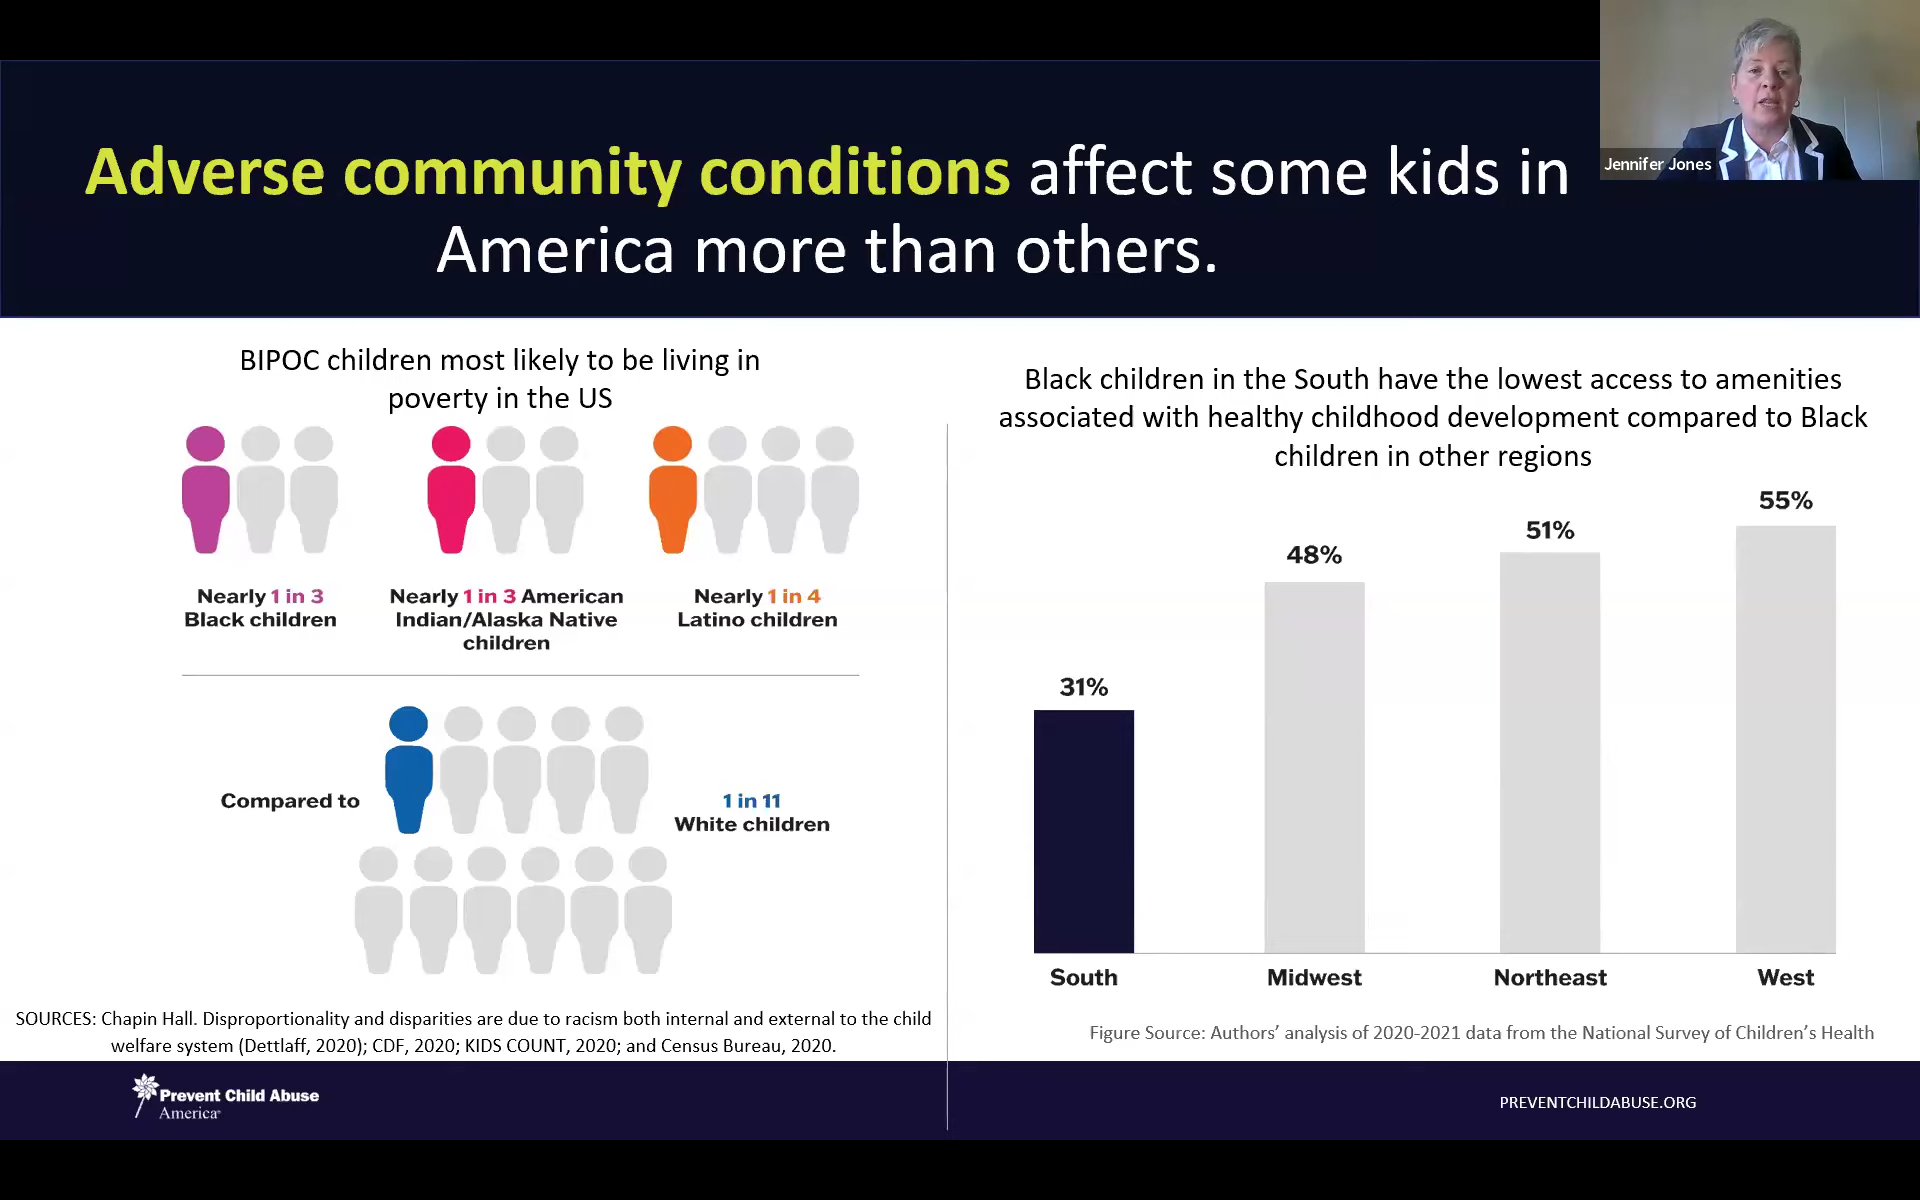 Adverse community conditions affect some kids in
America more than others.
Jennifer Jones
BIPOC children most likely to be living in
poverty in the US
Nearly 1 in 3
Black children
Nearly 1 in 3 American
Indian/Alaska Native
children
Nearly 1 in 4
Latino children
Compared to
1 in 11
White children
SOURCES: Chapin Hall. Disproportionality and disparities are due to racism both internal and external to the child
welfare system (Dettlaff, 2020); CDF, 2020; KIDS COUNT, 2020; and Census Bureau, 2020.
Black children in the South have the lowest access to amenities
associated with healthy childhood development compared to Black
children in other regions
31%
48%
51%
55%
South
Midwest
Northeast
West
Figure Source: Authors’ analysis of 2020-2021 data from the National Survey of Children’s Health
Prevent Child Abuse
America®
PREVENTCHILDABUSE.ORG